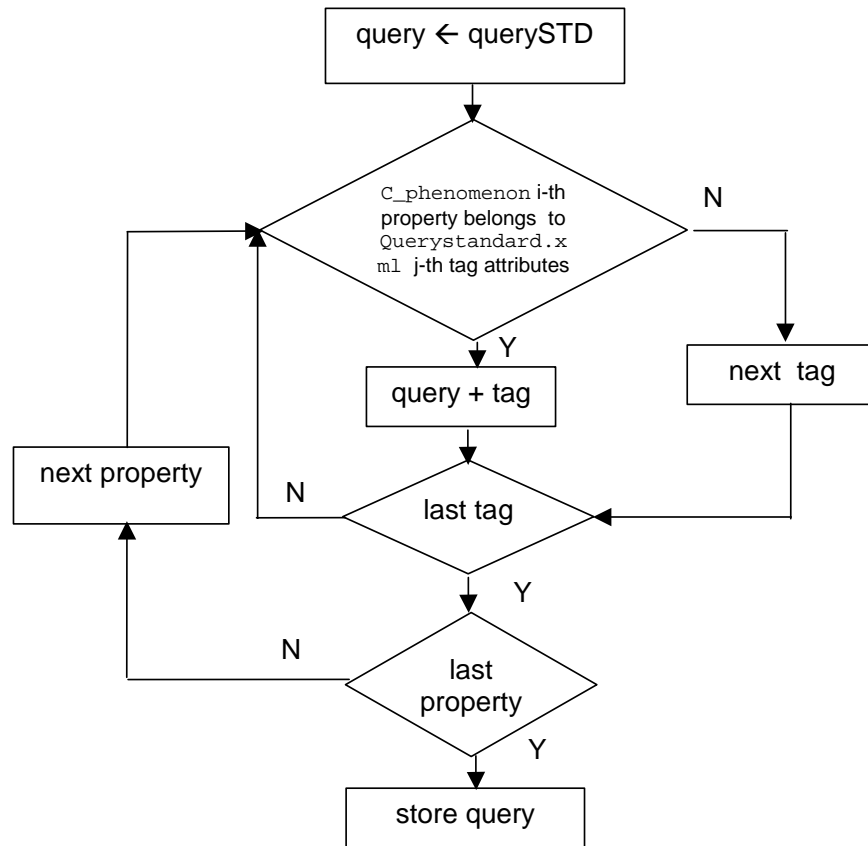 query ← querySTD
C_phenomenon i-th
property belongs to
Querystandard.x
ml j-th tag attributes
N
Y
next tag
query + tag
next property
N
last tag
Y
N
last
property
Y
store query